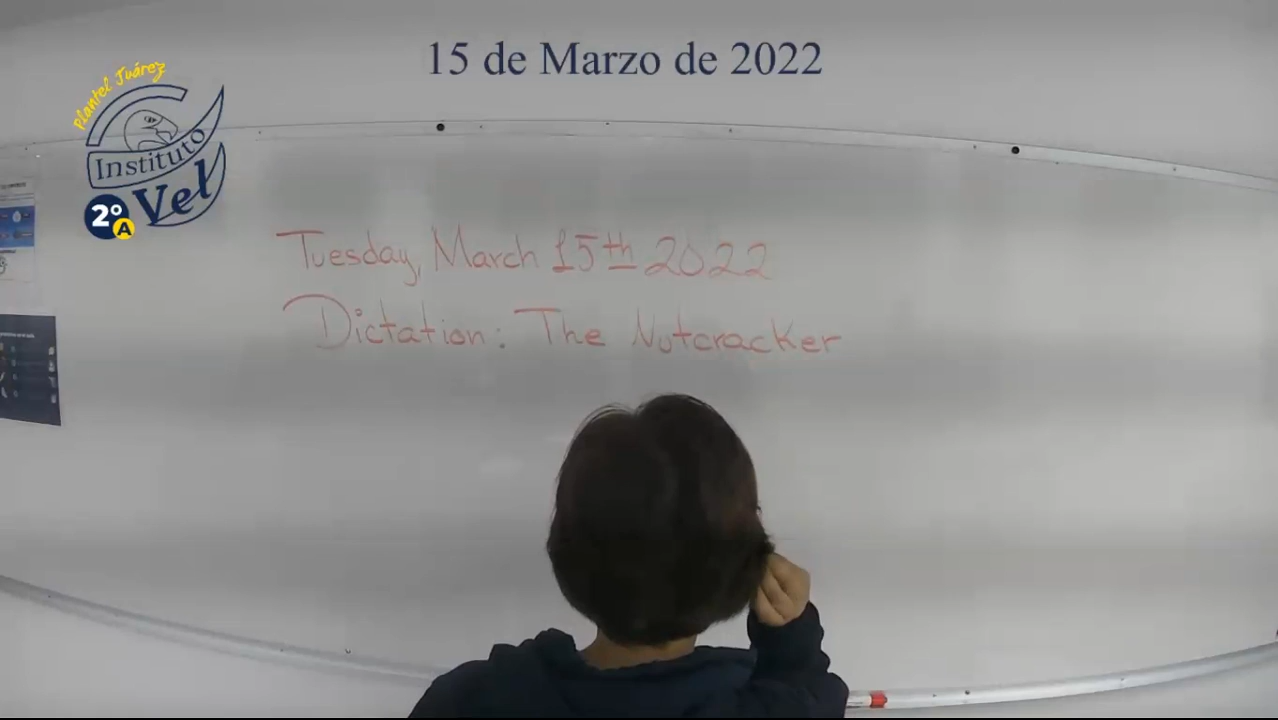 15 de Marzo de 2022
Plantel Juárez
Instituto
Vel
2° A
Tuesday, March 15th 2022
Dictation: The Nutcracker